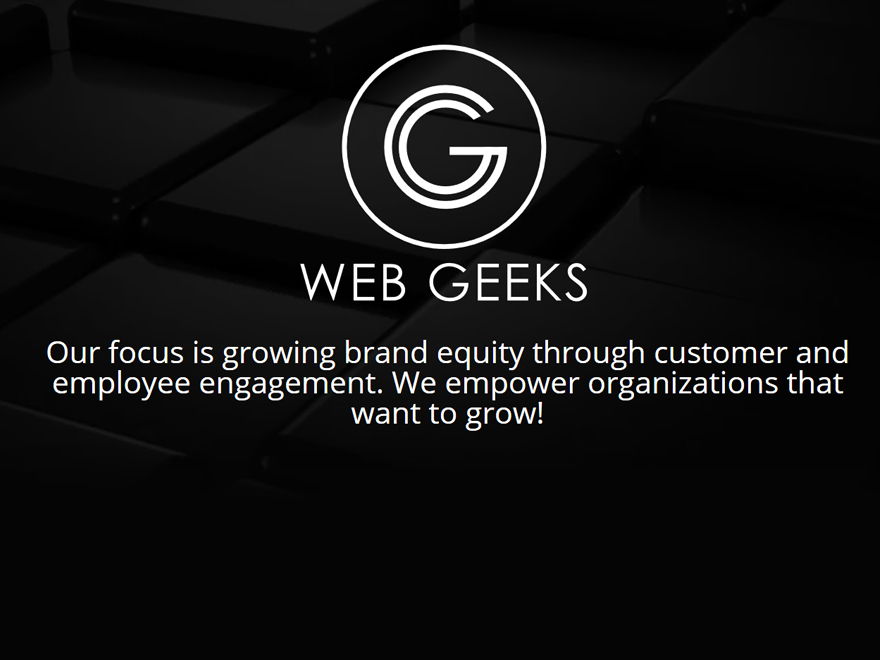 G
WEB GEEKS
Our focus is growing brand equity through customer and
employee engagement. We empower organizations that
want to grow!